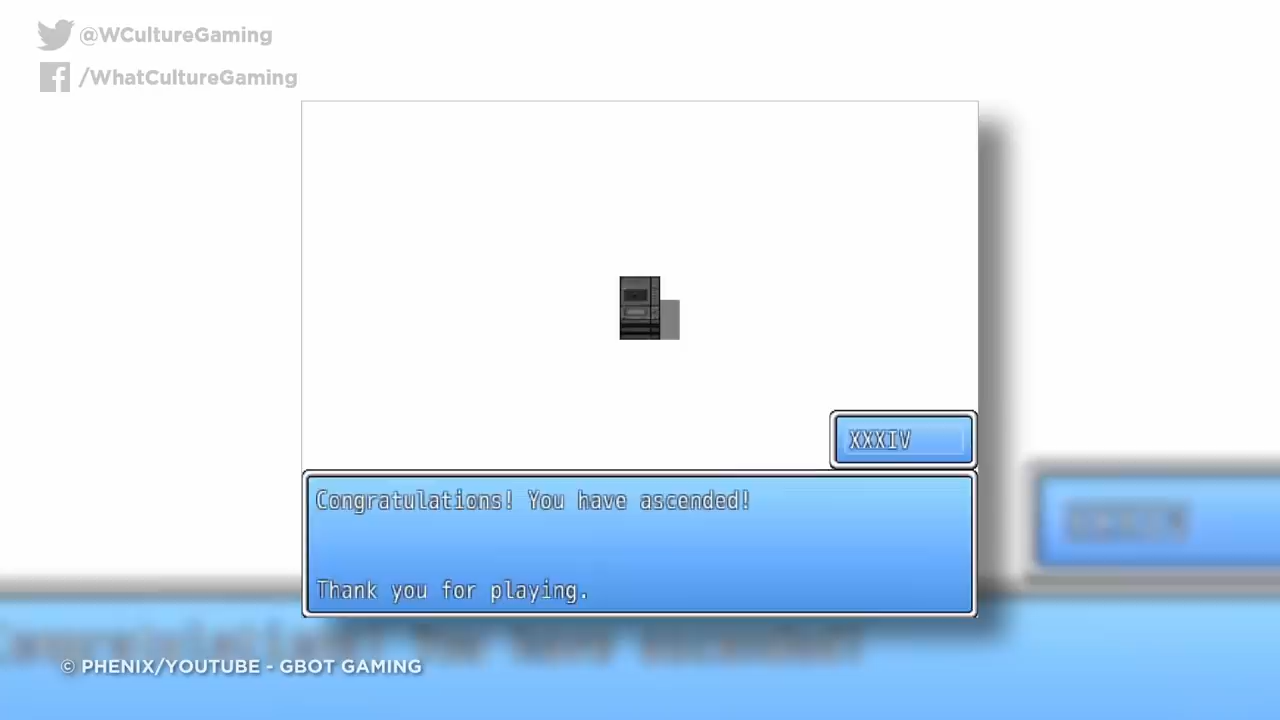 @WCultureGaming
/WhatCultureGaming
XXXIV
Congratulations! You have ascended!
Thank you for playing.
© PHENIX/YOUTUBE - GBOT GAMING